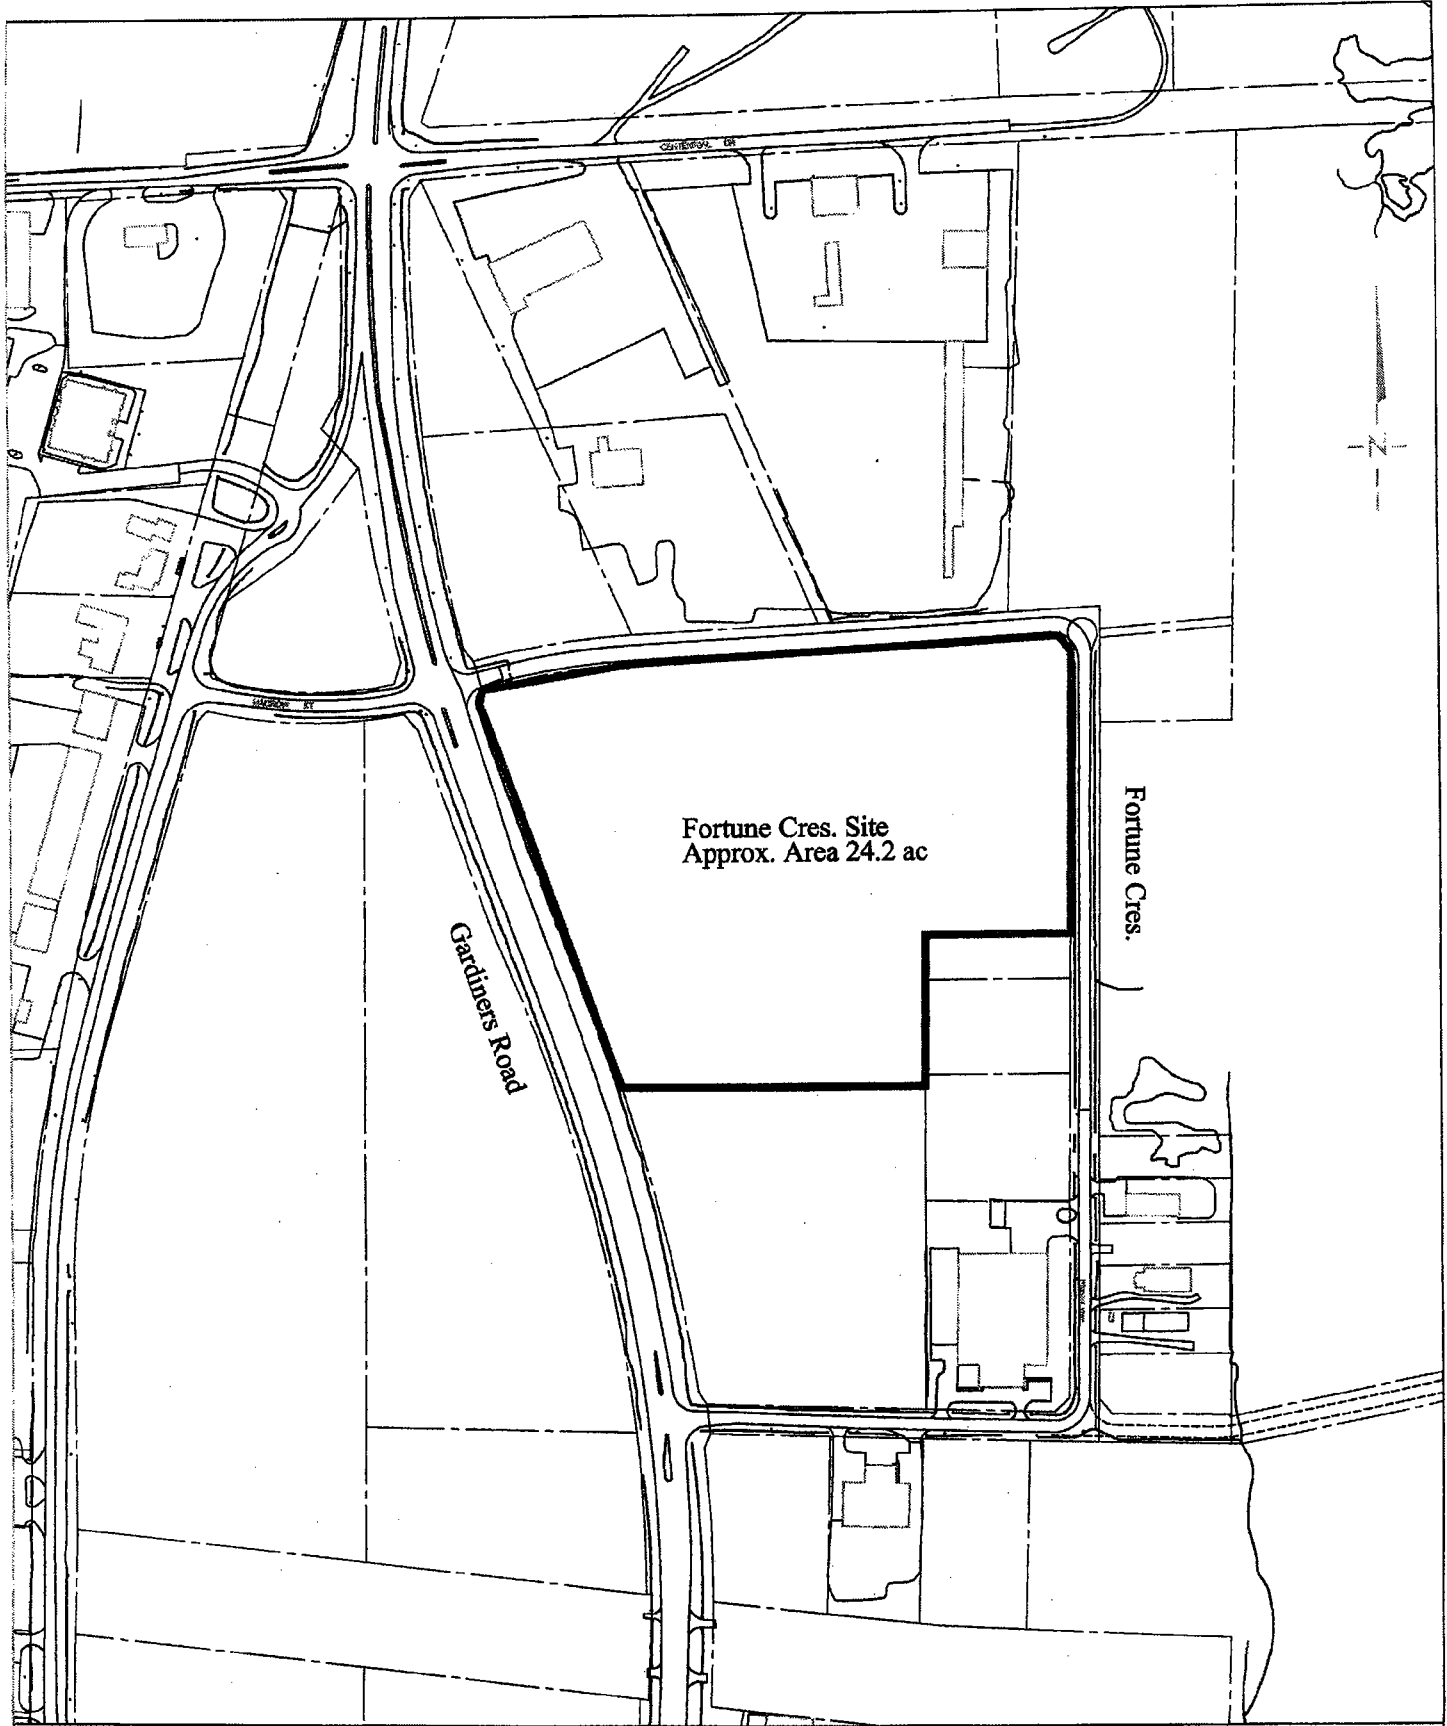 CENTENNIAL DR
N
Fortune Cres. Site
Approx. Area 24.2 ac
Fortune Cres.
Gardiners Road